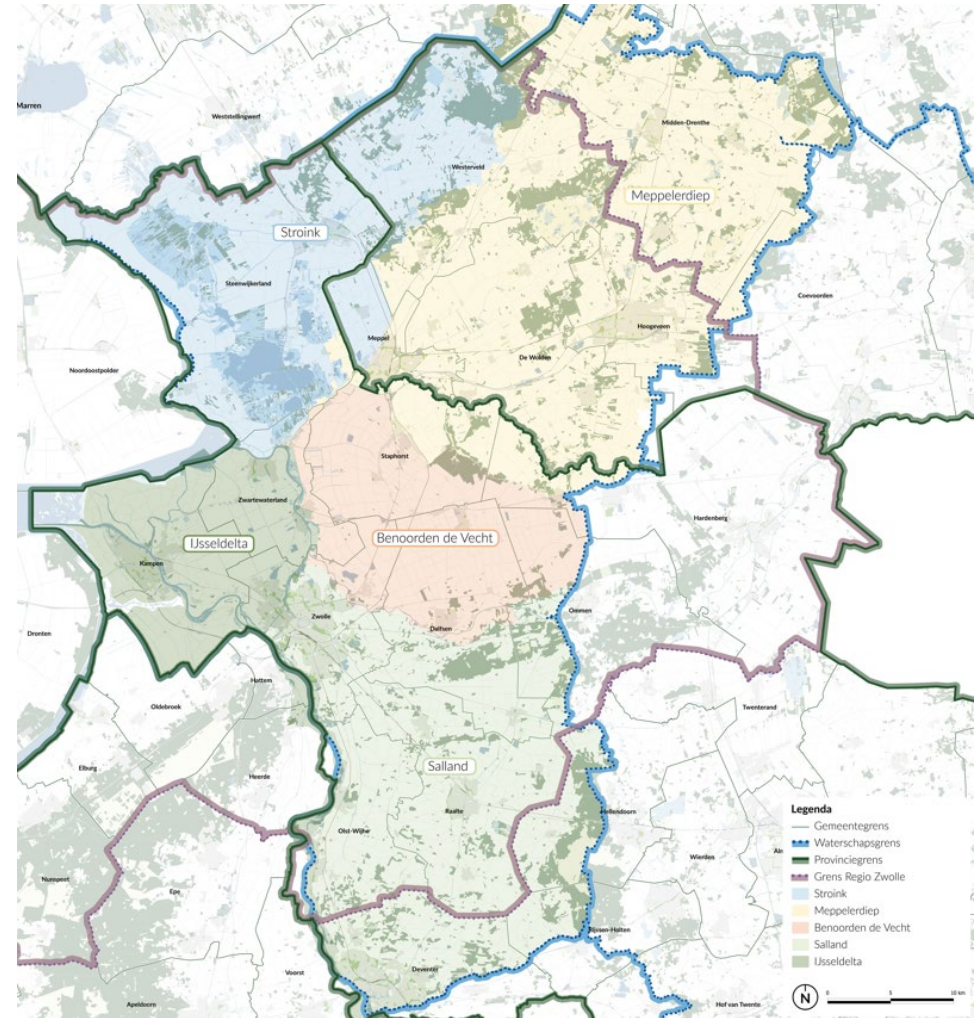 Marren
Weststellingwerf
Midden-Drenthe
Westerveld
Meppelerdiep
Stroink
Steenwijkerland
Coevorden
Hoogeveen
Meppel
De Wolden
Noordoostpolder
Staphorst
Zwartewaterland
Hardenberg
Benoorden de Vecht
IJsseldelta
Kampen
Ommen
Zwolle
Dalfsen
Dronten
Hattem
Oldebroek
Twenterand
Salland
Elburg
Heerde
Raalte
Hellendoorn
Olst-Wijhe
Wierden
Nunspeet
Epe
Rijssen-Holten
Voorst
Deventer
Apeldoorn
Hof van Twente
Legenda
Gemeentegrens
Waterschapsgrens
Provinciegrens
Grens Regio Zwolle
Stroink
Meppelerdiep
Benoorden de Vecht
Salland
IJsseldelta
N
0 5 10 km